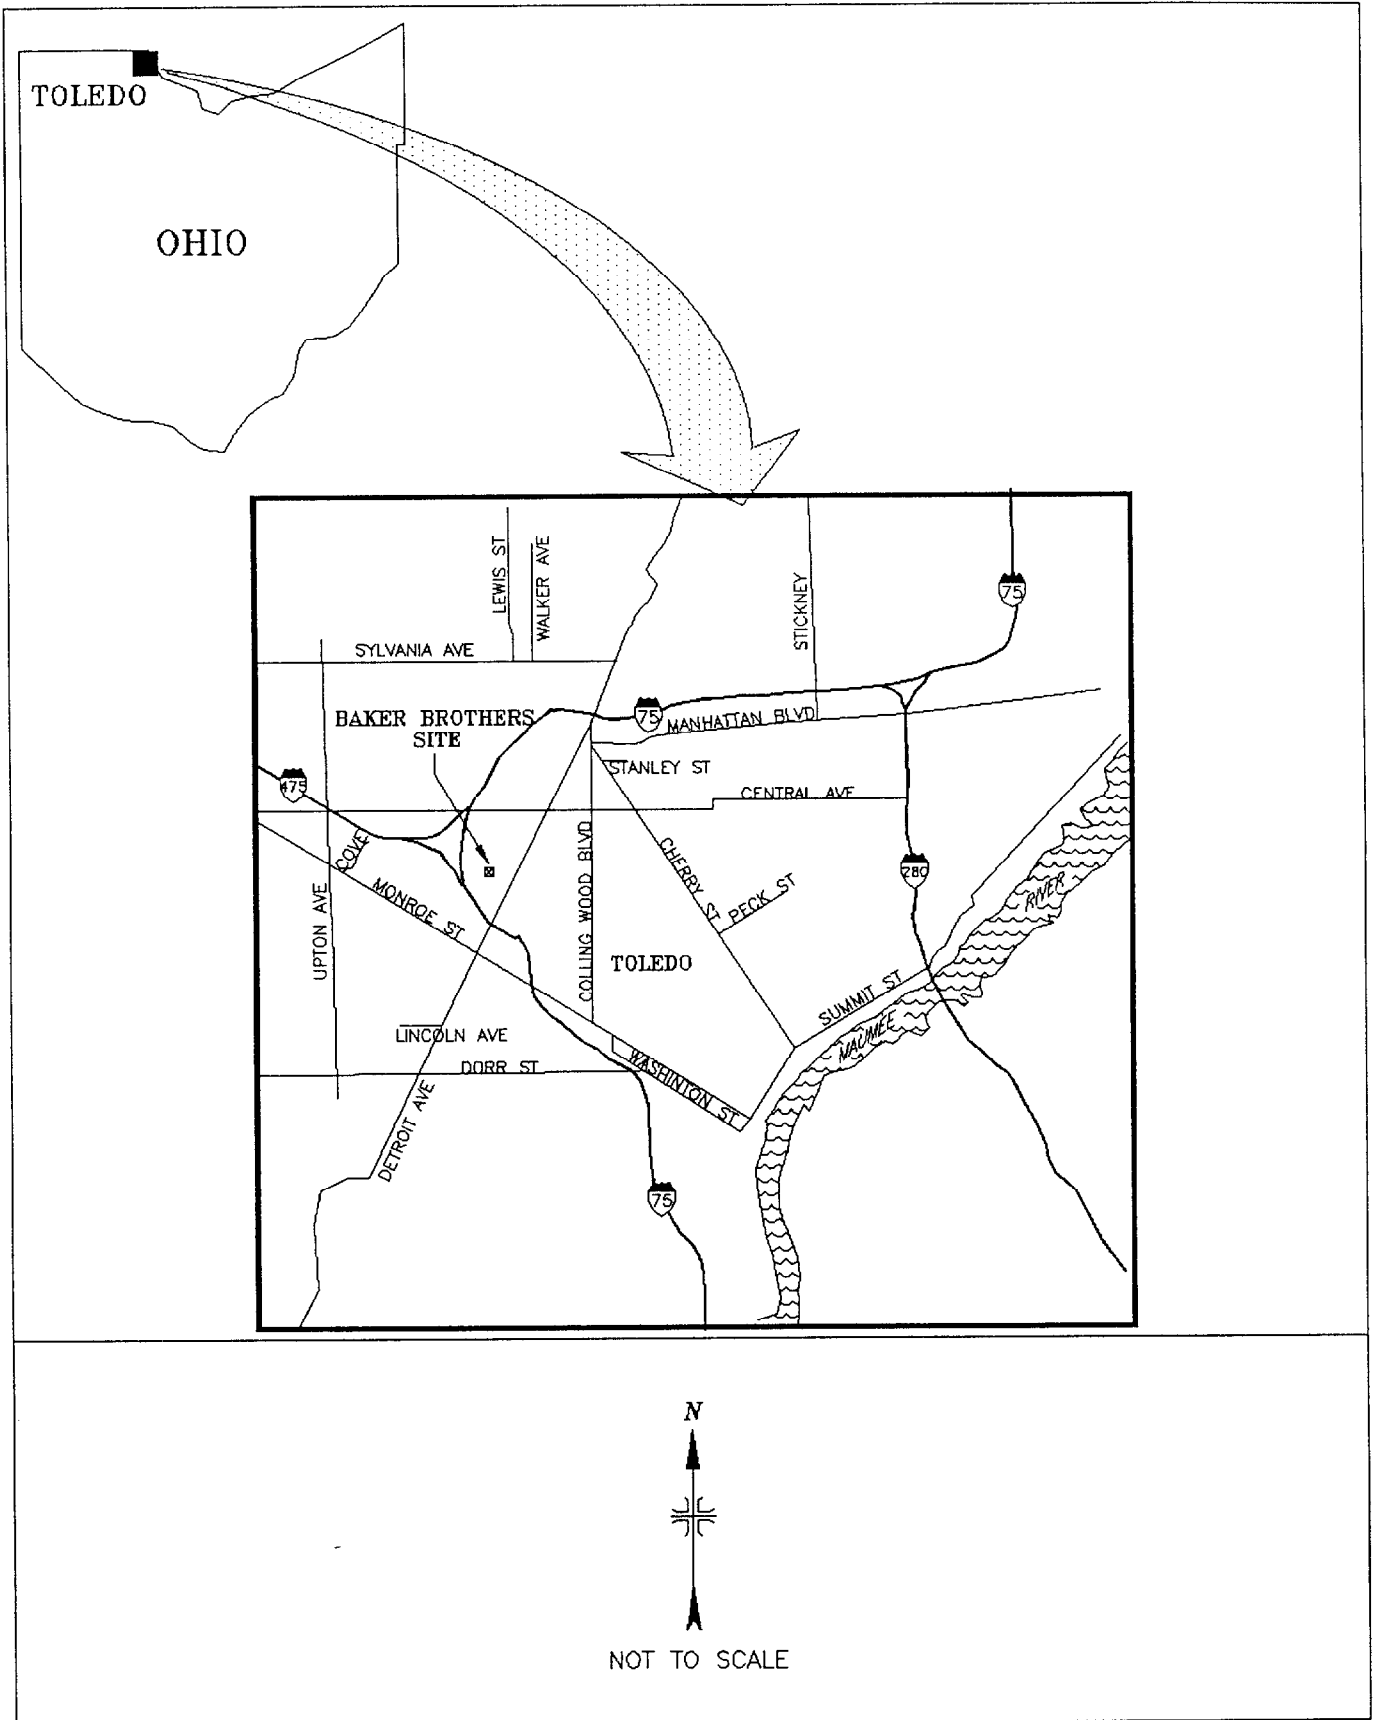 TOLEDO
OHIO
LEWIS ST
WALKER AVE
STICKNEY
75
SYLVANIA AVE
BAKER BROTHERS
SITE
75
MANHATTAN BLVD
STANLEY ST
475
CENTRAL AVE
COVE
UPTON AVE
MONROE ST
COLLING WOOD BLVD
CHERRY ST
PECK ST
280
RIVER
TOLEDO
SUMMIT ST
MAUMEE
LINCOLN AVE
DORR ST
WASHINTON ST
DETROIT AVE
75
N
NOT TO SCALE